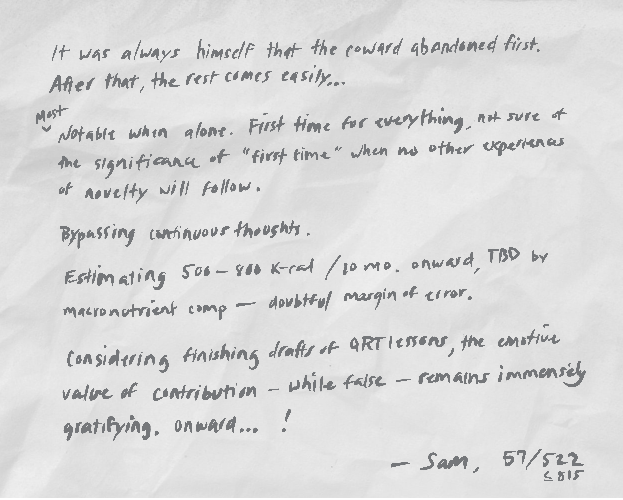 It was always himself that the coward abandoned first.
After that, the rest comes easily...
Most
Notable when alone. First time for everything, not sure of
the significance of "first time" when no other experiences
of novelty will follow.
Bypassing continuous thoughts.
Estimating 500 – 800 K-cal / 10 mo. onward, TBD by
macronutrient comp — doubtful margin of error.
Considering finishing drafts of ART lessons, the emotive
value of contribution – while false – remains immensely
gratifying. onward... !
— Sam, 57/522
≤ 815